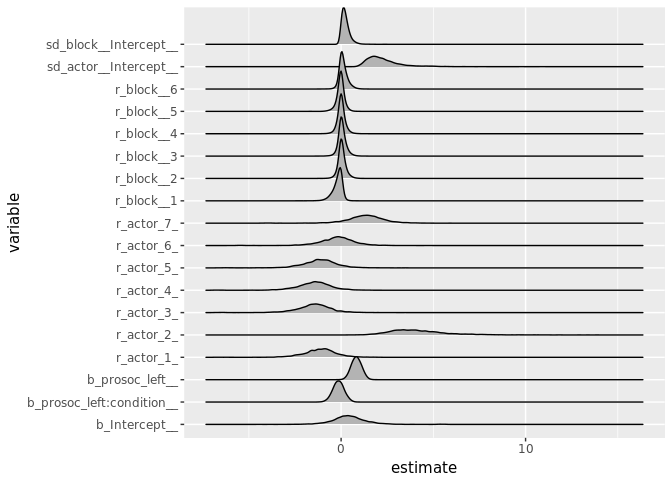 sd_block__Intercept__
sd_actor__Intercept__
r_block__6
r_block__5
r_block__4
r_block__3
r_block__2
r_block__1
r_actor_7_
r_actor_6_
r_actor_5_
r_actor_4_
r_actor_3_
r_actor_2_
r_actor_1_
b_prosoc_left__
b_prosoc_left:condition__
b_Intercept__
variable
0 10
estimate